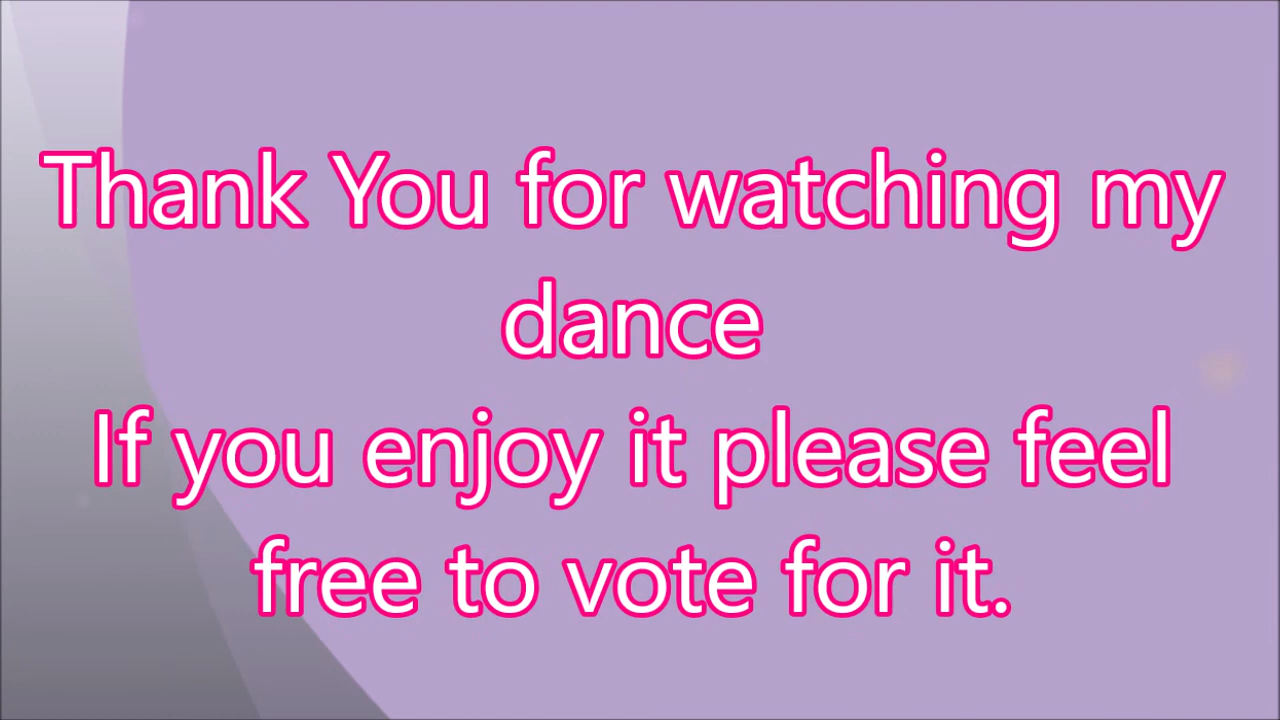 Thank You for watching my
dance
If you enjoy it please feel
free to vote for it.